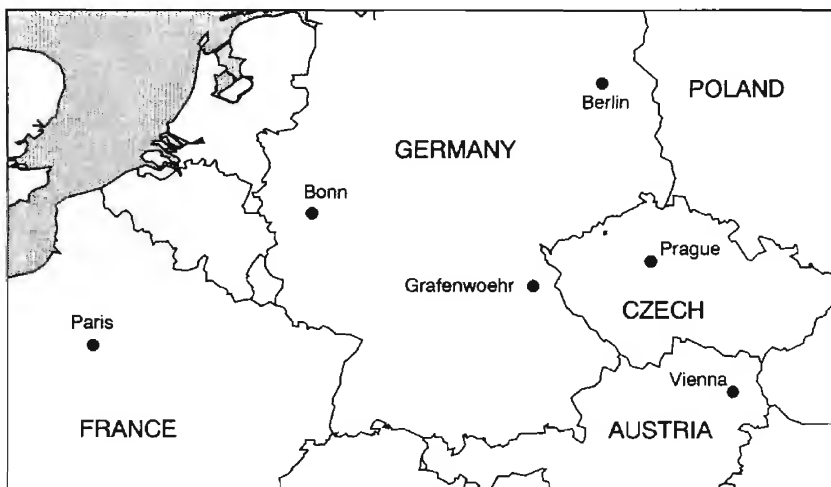 Berlin
POLAND
GERMANY
Bonn
Prague
Grafenwoehr
CZECH
Paris
Vienna
FRANCE
AUSTRIA